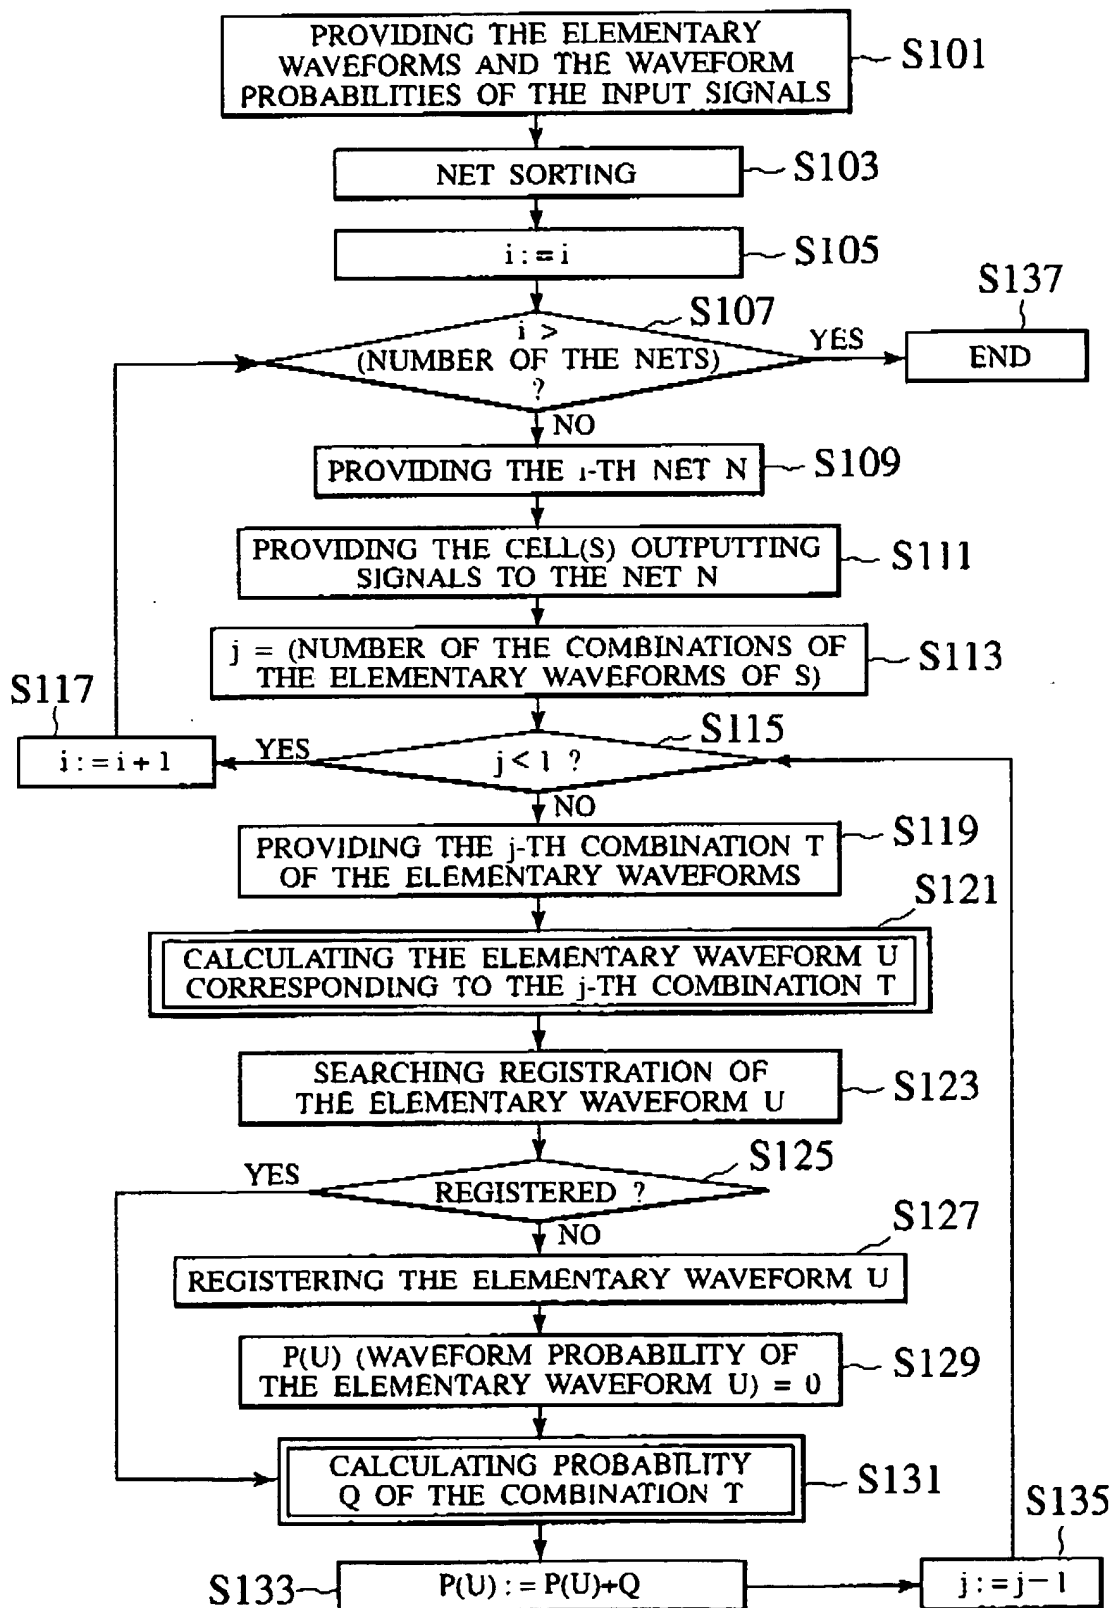 PROVIDING THE ELEMENTARY
WAVEFORMS AND THE WAVEFORM
PROBABILITIES OF THE INPUT SIGNALS
S101
NET SORTING
S103
i : = i
S105
S137
S107
i >
(NUMBER OF THE NETS)
?
YES
END
NO
PROVIDING THE i-TH NET N
S109
PROVIDING THE CELL(S) OUTPUTTING
SIGNALS TO THE NET N
S111
j = (NUMBER OF THE COMBINATIONS OF
THE ELEMENTARY WAVEFORMS OF S)
S113
S117
i : = i + 1
YES
S115
j < 1 ?
NO
PROVIDING THE j-TH COMBINATION T
OF THE ELEMENTARY WAVEFORMS
S119
S121
CALCULATING THE ELEMENTARY WAVEFORM U
CORRESPONDING TO THE j-TH COMBINATION T
SEARCHING REGISTRATION OF
THE ELEMENTARY WAVEFORM U
S123
YES
S125
REGISTERED ?
NO
S127
REGISTERING THE ELEMENTARY WAVEFORM U
P(U) (WAVEFORM PROBABILITY OF
THE ELEMENTARY WAVEFORM U) = 0
S129
CALCULATING PROBABILITY
Q OF THE COMBINATION T
S131
S135
S133
P(U) : = P(U)+Q
j : = j - 1